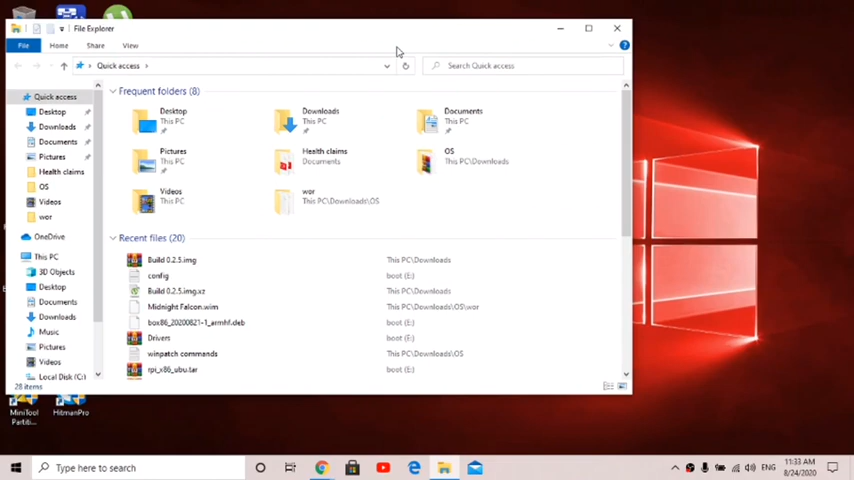 File Explorer
File Home Share View
Quick access
Search Quick access
Quick access
Desktop
Downloads
Documents
Pictures
Health claims
OS
Videos
wor
OneDrive
This PC
3D Objects
Desktop
Documents
Downloads
Music
Pictures
Videos
Local Disk (C:)
Frequent folders (8)
Desktop
This PC
Downloads
This PC
Documents
This PC
Pictures
This PC
Health claims
Documents
OS
This PC\Downloads
Videos
This PC
wor
This PC\Downloads\OS
Recent files (20)
Build 0.2.5.img This PC\Downloads
config boot (E:)
Build 0.2.5.img.xz This PC\Downloads
Midnight Falcon.wim This PC\Downloads\OS\wor
box86_20200821-1_armhf.deb boot (E:)
Drivers boot (E:)
winpatch commands This PC\Downloads\OS
rpi_x86_ubu.tar boot (E:)
28 items
MiniTool
Partiti...
HitmanPro
Type here to search
ENG
11:33 AM
8/24/2020